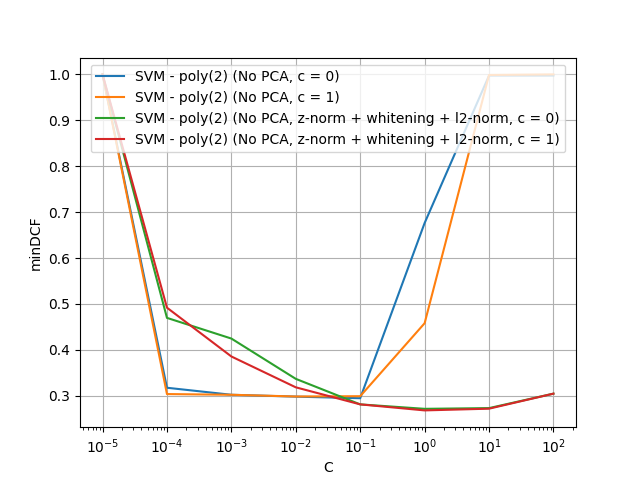 SVM - poly(2) (No PCA, c = 0)
SVM - poly(2) (No PCA, c = 1)
SVM - poly(2) (No PCA, z-norm + whitening + l2-norm, c = 0)
SVM - poly(2) (No PCA, z-norm + whitening + l2-norm, c = 1)
1.0
0.9
0.8
0.7
0.6
0.5
0.4
0.3
minDCF
10⁻⁵ 10⁻⁴ 10⁻³ 10⁻² 10⁻¹ 10⁰ 10¹ 10²
C